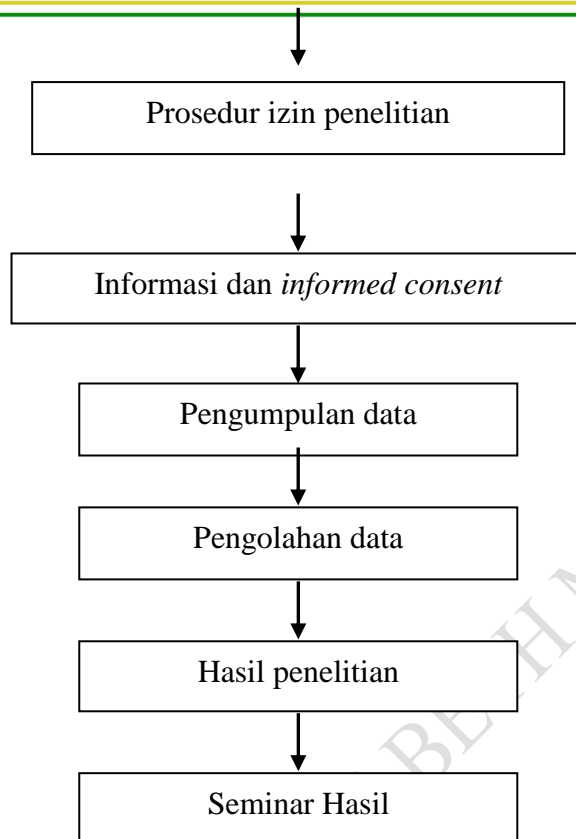 Prosedur izin penelitian
Informasi dan informed consent
Pengumpulan data
Pengolahan data
Hasil penelitian
Seminar Hasil